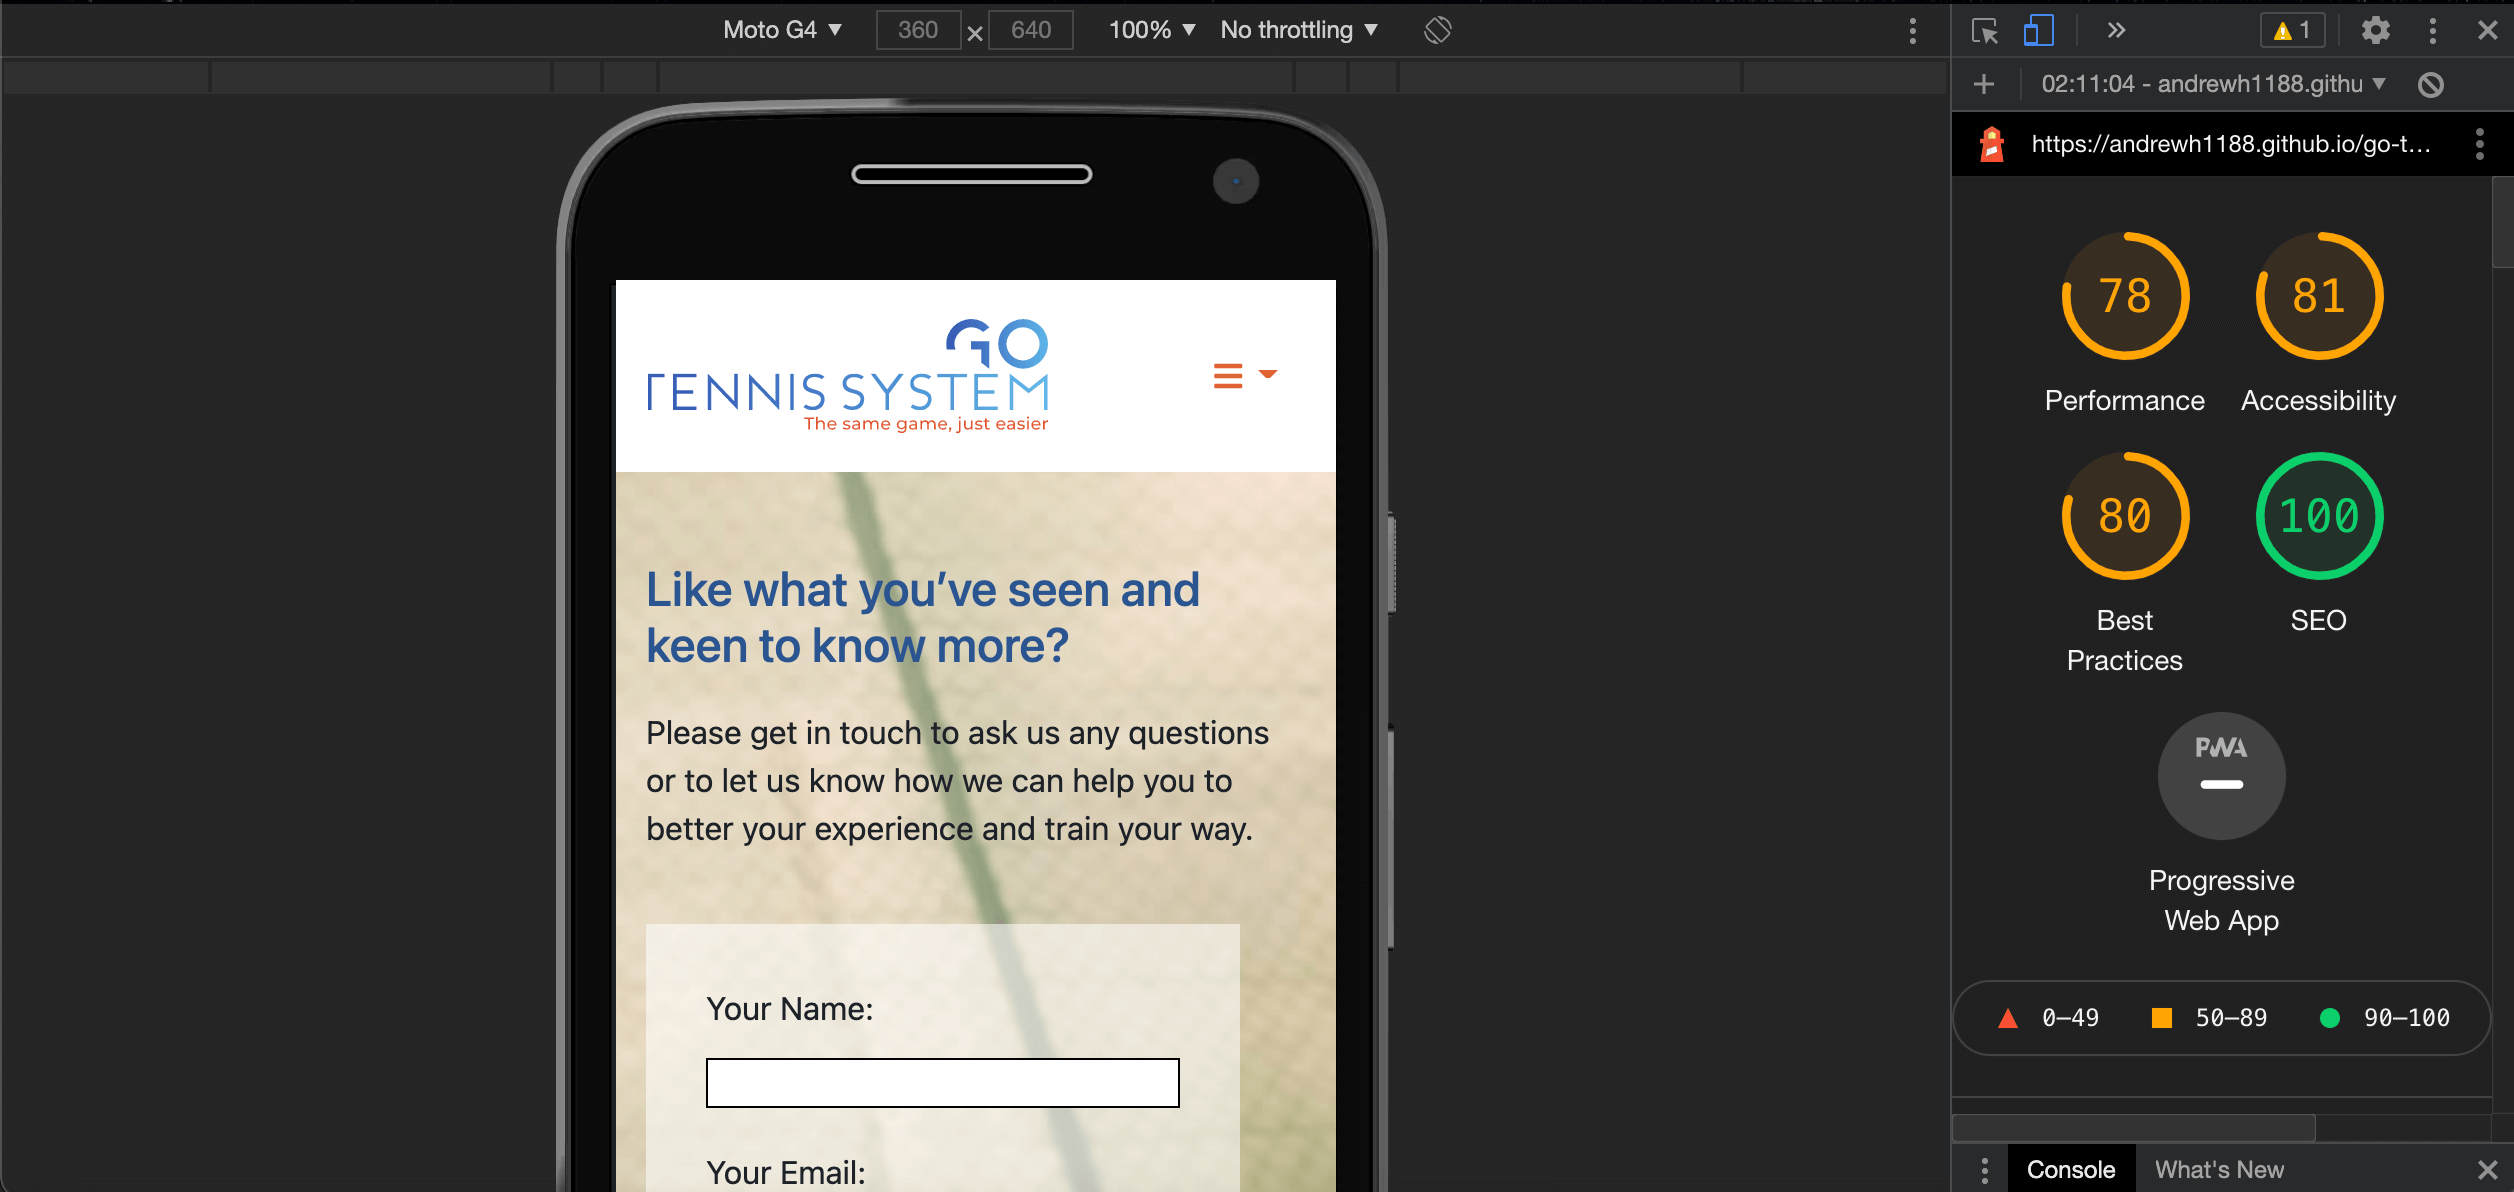 Moto G4 ▼ 360 × 640 100% ▼ No throttling ▼
1
02:11:04 - andrewh1188.githu ▼
https://andrewh1188.github.io/go-t...
GO
TENNIS SYSTEM
The same game, just easier
Like what you’ve seen and
keen to know more?
Please get in touch to ask us any questions
or to let us know how we can help you to
better your experience and train your way.
Your Name:
Your Email:
78
Performance
81
Accessibility
80
Best
Practices
100
SEO
PWA
Progressive
Web App
0–49 50–89 90–100
Console What's New